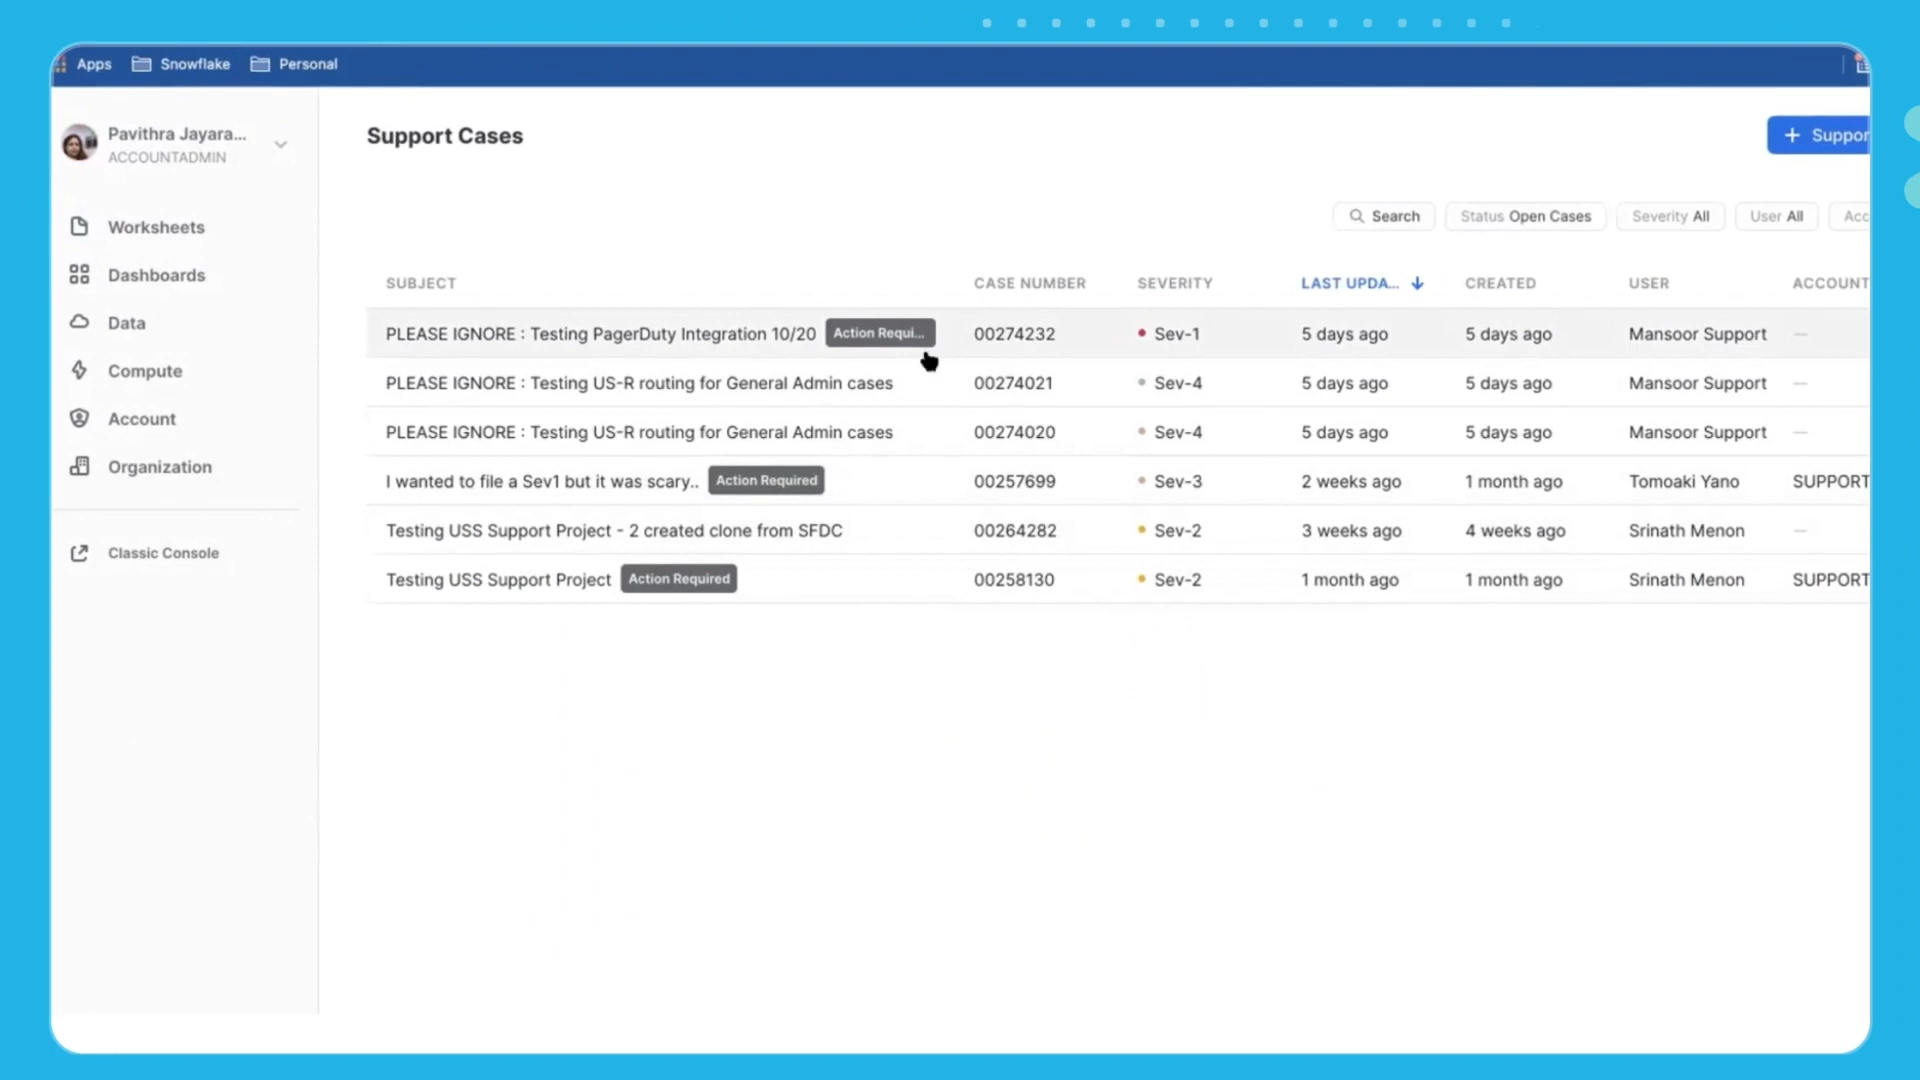 Apps Snowflake Personal
Pavithra Jayara...
ACCOUNTADMIN
Worksheets
Dashboards
Data
Compute
Account
Organization
Classic Console
Support Cases
+ Suppor
Search Status Open Cases Severity All User All Acc
SUBJECT CASE NUMBER SEVERITY LAST UPDA... CREATED USER ACCOUNT
PLEASE IGNORE : Testing PagerDuty Integration 10/20 Action Requi... 00274232 Sev-1 5 days ago 5 days ago Mansoor Support —
PLEASE IGNORE : Testing US-R routing for General Admin cases 00274021 Sev-4 5 days ago 5 days ago Mansoor Support —
PLEASE IGNORE : Testing US-R routing for General Admin cases 00274020 Sev-4 5 days ago 5 days ago Mansoor Support —
I wanted to file a Sev1 but it was scary.. Action Required 00257699 Sev-3 2 weeks ago 1 month ago Tomoaki Yano SUPPORT
Testing USS Support Project - 2 created clone from SFDC 00264282 Sev-2 3 weeks ago 4 weeks ago Srinath Menon —
Testing USS Support Project Action Required 00258130 Sev-2 1 month ago 1 month ago Srinath Menon SUPPORT